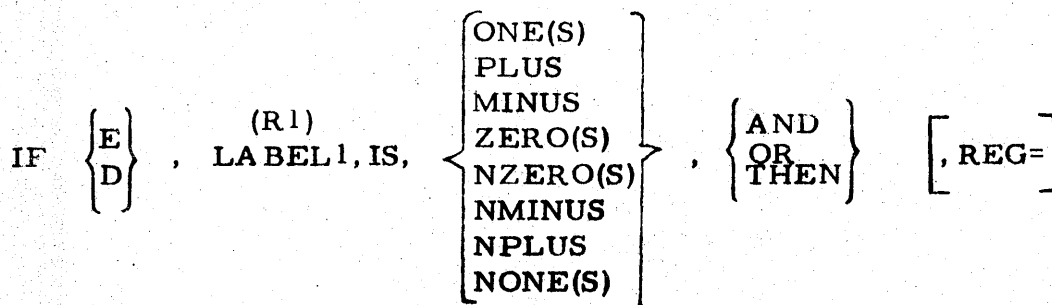 IF { E D } , (R1) LABEL1, IS, { ONE(S) PLUS MINUS ZERO(S) NZERO(S) NMINUS NPLUS NONE(S) } , { AND OR THEN } [, REG= ]